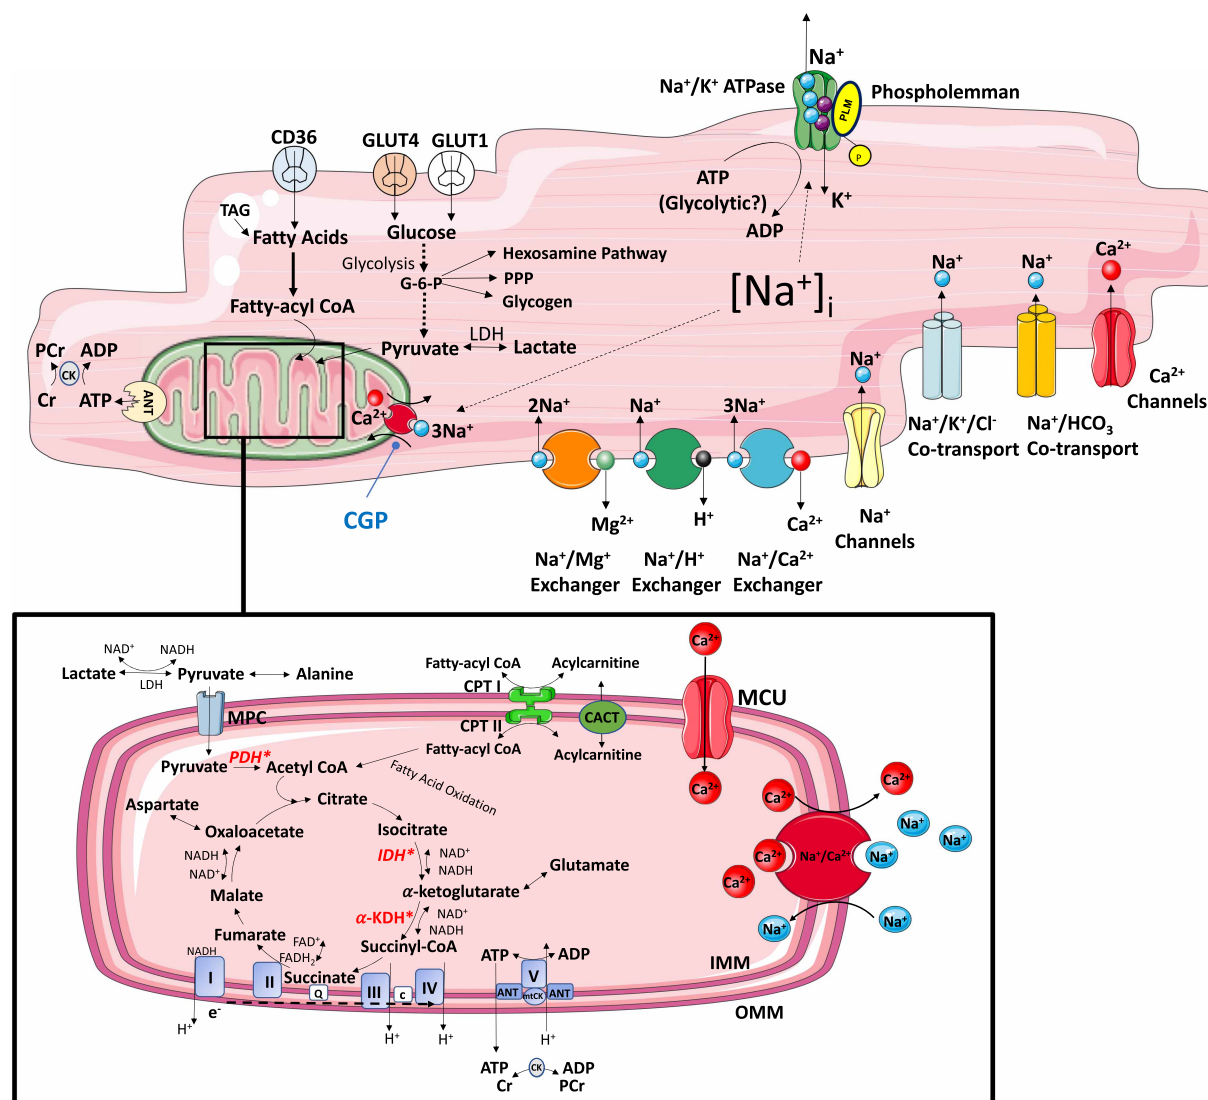 Na⁺
Na⁺/K⁺ ATPase
Phospholemman
PLM
P
CD36
GLUT4
GLUT1
ATP
(Glycolytic?)
ADP
K⁺
TAG
Fatty Acids
Glucose
Glycolysis
Hexosamine Pathway
G-6-P
PPP
Glycogen
[Na⁺]i
Na⁺
Na⁺
Ca²⁺
Fatty-acyl CoA
LDH
Pyruvate
Lactate
PCr
ADP
CK
Cr
ATP
ANT
Ca²⁺
3Na⁺
CGP
2Na⁺
Na⁺
3Na⁺
Na⁺
Mg²⁺
H⁺
Ca²⁺
Na⁺/Mg⁺
Exchanger
Na⁺/H⁺
Exchanger
Na⁺/Ca²⁺
Exchanger
Na⁺
Channels
Na⁺/K⁺/Cl⁻
Co-transport
Na⁺/HCO₃
Co-transport
Ca²⁺
Channels
NAD⁺
NADH
Lactate
LDH
Pyruvate
Alanine
MPC
Fatty-acyl CoA
Acylcarnitine
CPT I
CPT II
CACT
Fatty-acyl CoA
Acylcarnitine
Ca²⁺
MCU
Ca²⁺
Pyruvate
PDH*
Acetyl CoA
Fatty Acid Oxidation
Aspartate
Citrate
Oxaloacetate
Isocitrate
NADH
NAD⁺
IDH*
NAD⁺
NADH
Glutamate
Malate
α-ketoglutarate
α-KDH*
NAD⁺
NADH
Fumarate
FAD⁺
FADH₂
Succinyl-CoA
Succinate
NADH
I
II
Q
III
c
IV
e⁻
H⁺
H⁺
H⁺
H⁺
ATP
ADP
V
ANT
mtCK
ANT
ATP
ADP
CK
Cr
PCr
Ca²⁺
Ca²⁺
Na⁺
Na⁺
Ca²⁺
Na⁺/Ca²⁺
Na⁺
Ca²⁺
Na⁺
Na⁺
IMM
OMM